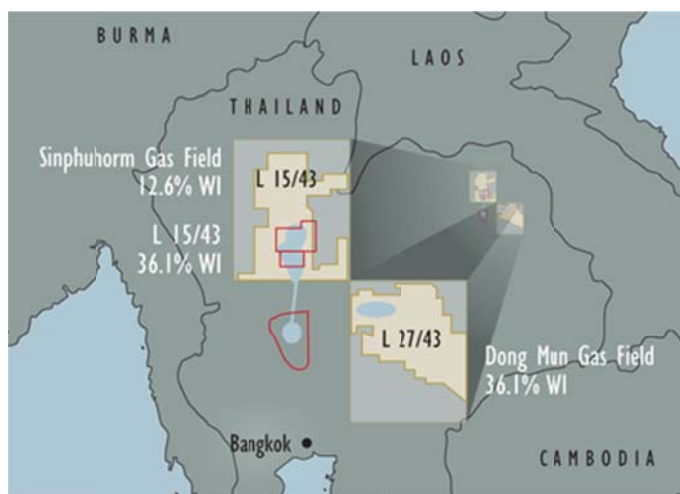 BURMA
LAOS
THAILAND
Sinphuhorm Gas Field
12.6% WI
L 15/43
L 15/43
36.1% WI
L 27/43
Dong Mun Gas Field
36.1% WI
Bangkok
CAMBODIA